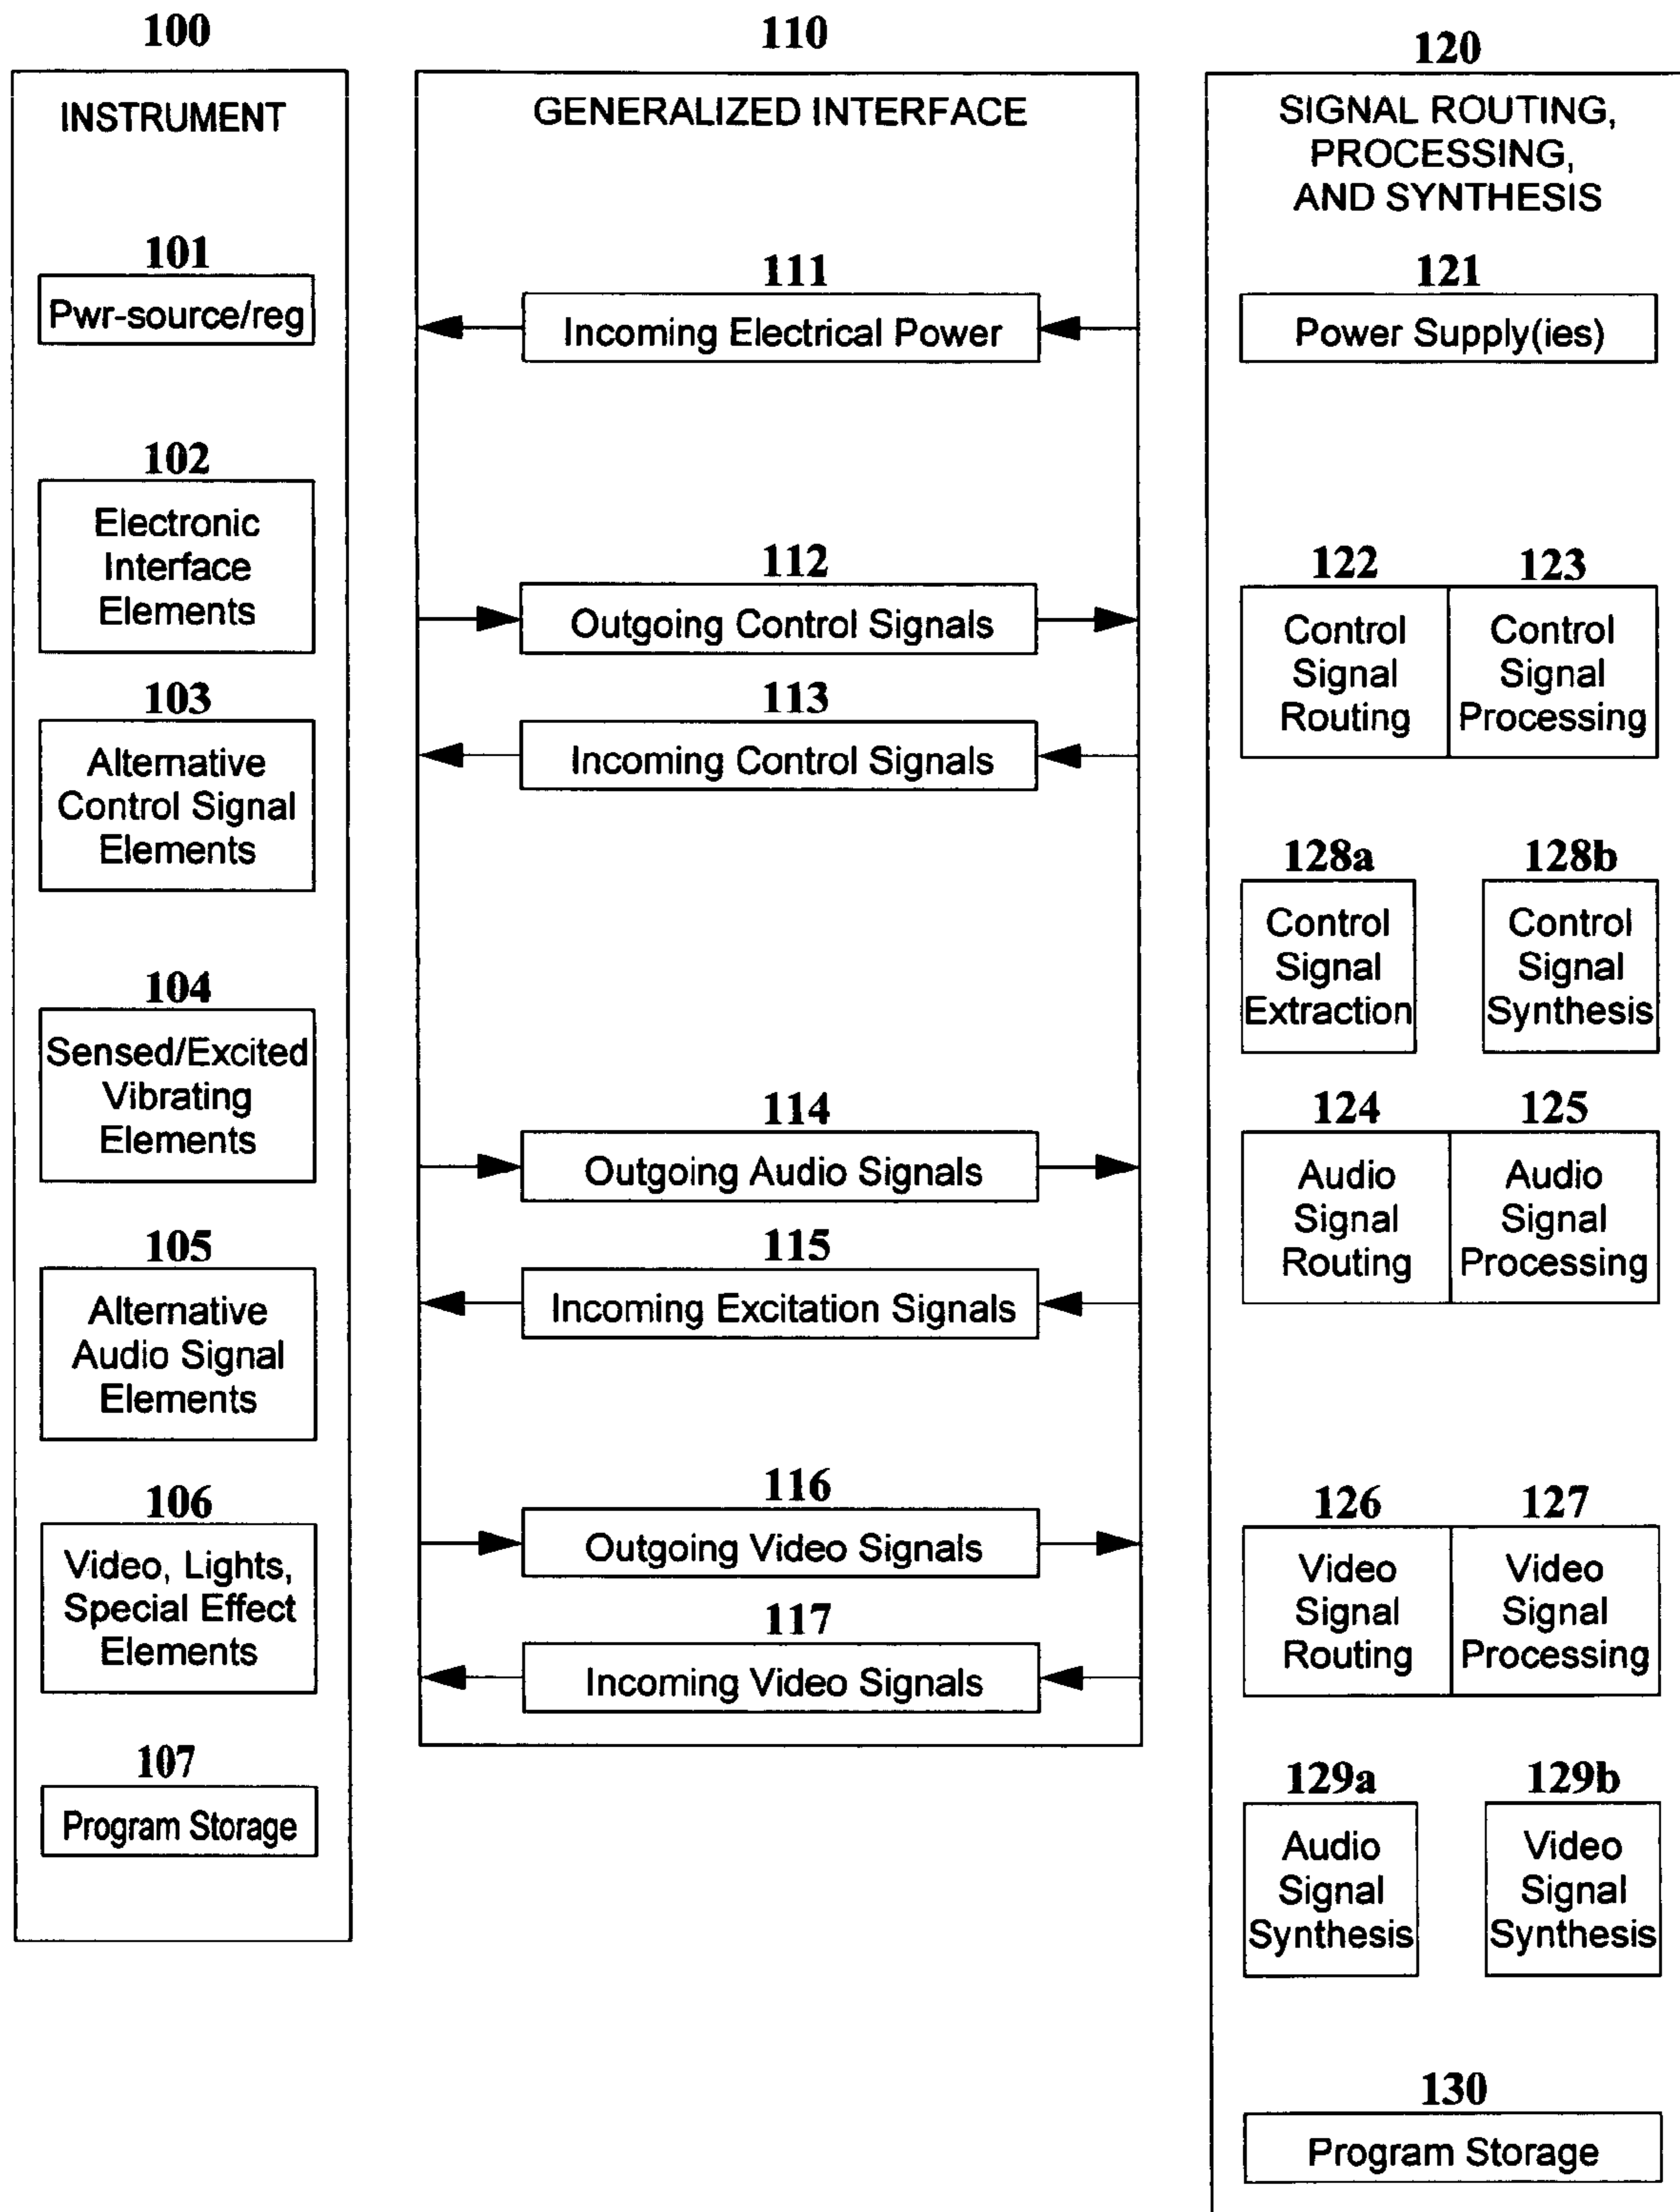 100
INSTRUMENT
101
Pwr-source/reg
102
Electronic
Interface
Elements
103
Alternative
Control Signal
Elements
104
Sensed/Excited
Vibrating
Elements
105
Alternative
Audio Signal
Elements
106
Video, Lights,
Special Effect
Elements
107
Program Storage
110
GENERALIZED INTERFACE
111
Incoming Electrical Power
112
Outgoing Control Signals
113
Incoming Control Signals
114
Outgoing Audio Signals
115
Incoming Excitation Signals
116
Outgoing Video Signals
117
Incoming Video Signals
120
SIGNAL ROUTING,
PROCESSING,
AND SYNTHESIS
121
Power Supply(ies)
122
Control
Signal
Routing
123
Control
Signal
Processing
128a
Control
Signal
Extraction
128b
Control
Signal
Synthesis
124
Audio
Signal
Routing
125
Audio
Signal
Processing
126
Video
Signal
Routing
127
Video
Signal
Processing
129a
Audio
Signal
Synthesis
129b
Video
Signal
Synthesis
130
Program Storage